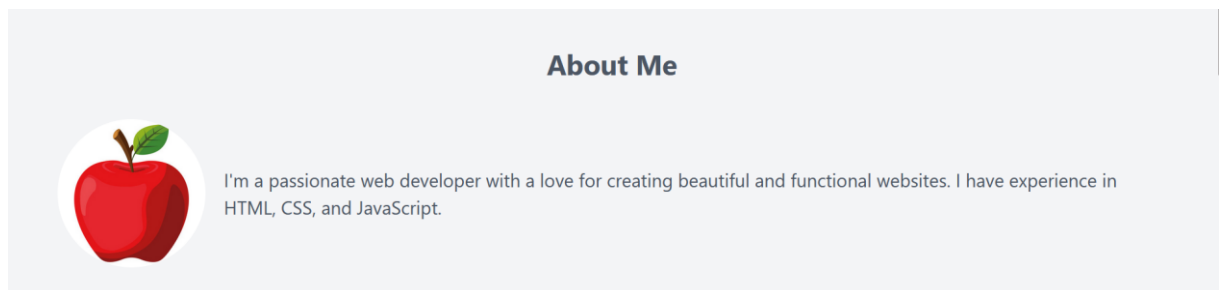 About Me
I'm a passionate web developer with a love for creating beautiful and functional websites. I have experience in
HTML, CSS, and JavaScript.